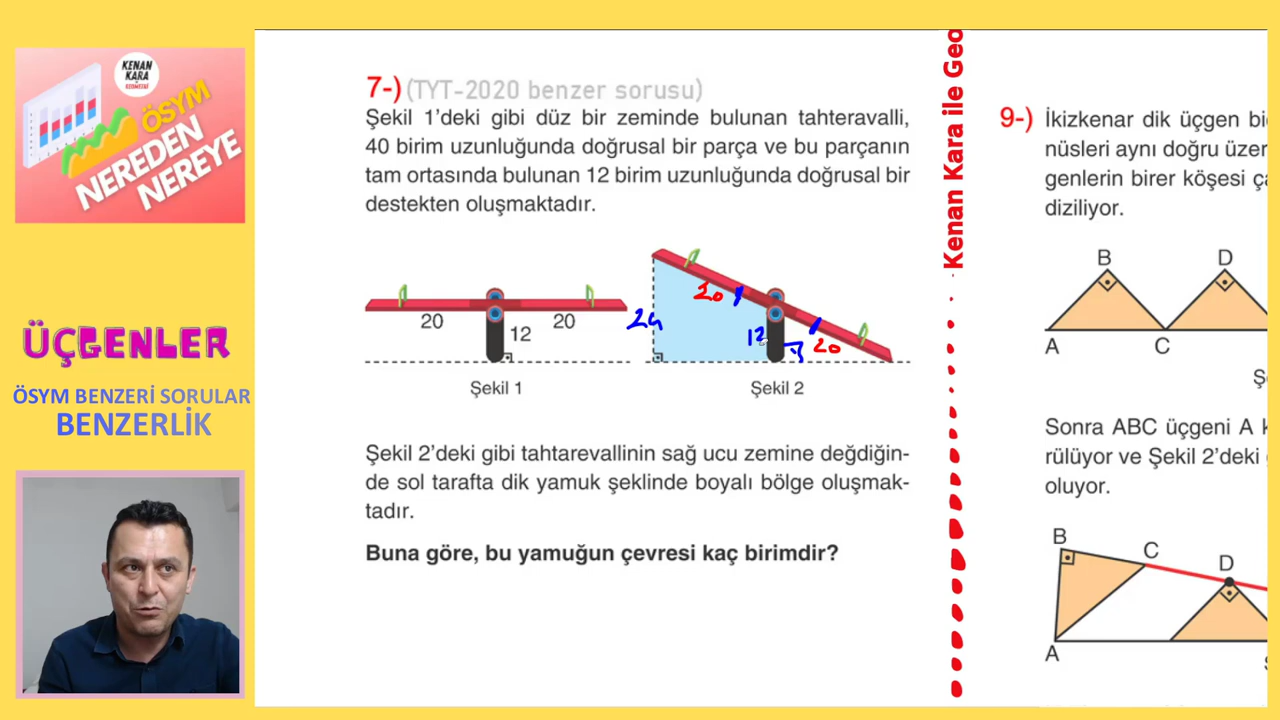 KENAN
KARA
ÖSYM
NEREDEN
NEREYE
ÜÇGENLER
ÖSYM BENZERİ SORULAR
BENZERLİK
7-) (TYT-2020 benzer sorusu)
Şekil 1'deki gibi düz bir zeminde bulunan tahteravalli,
40 birim uzunluğunda doğrusal bir parça ve bu parçanın
tam ortasında bulunan 12 birim uzunluğunda doğrusal bir
destekten oluşmaktadır.
20 20
12
Şekil 1
20
24
12
20
Şekil 2
Şekil 2'deki gibi tahtarevallinin sağ ucu zemine değdiğin-
de sol tarafta dik yamuk şeklinde boyalı bölge oluşmak-
tadır.
Buna göre, bu yamuğun çevresi kaç birimdir?
Kenan Kara ile Geo
9-) İkizkenar dik üçgen bi
nüsleri aynı doğru üzer
genlerin birer köşesi ça
diziliyor.
B D
A C
Ş
Sonra ABC üçgeni A k
rülüyor ve Şekil 2'deki
oluyor.
B C D
A